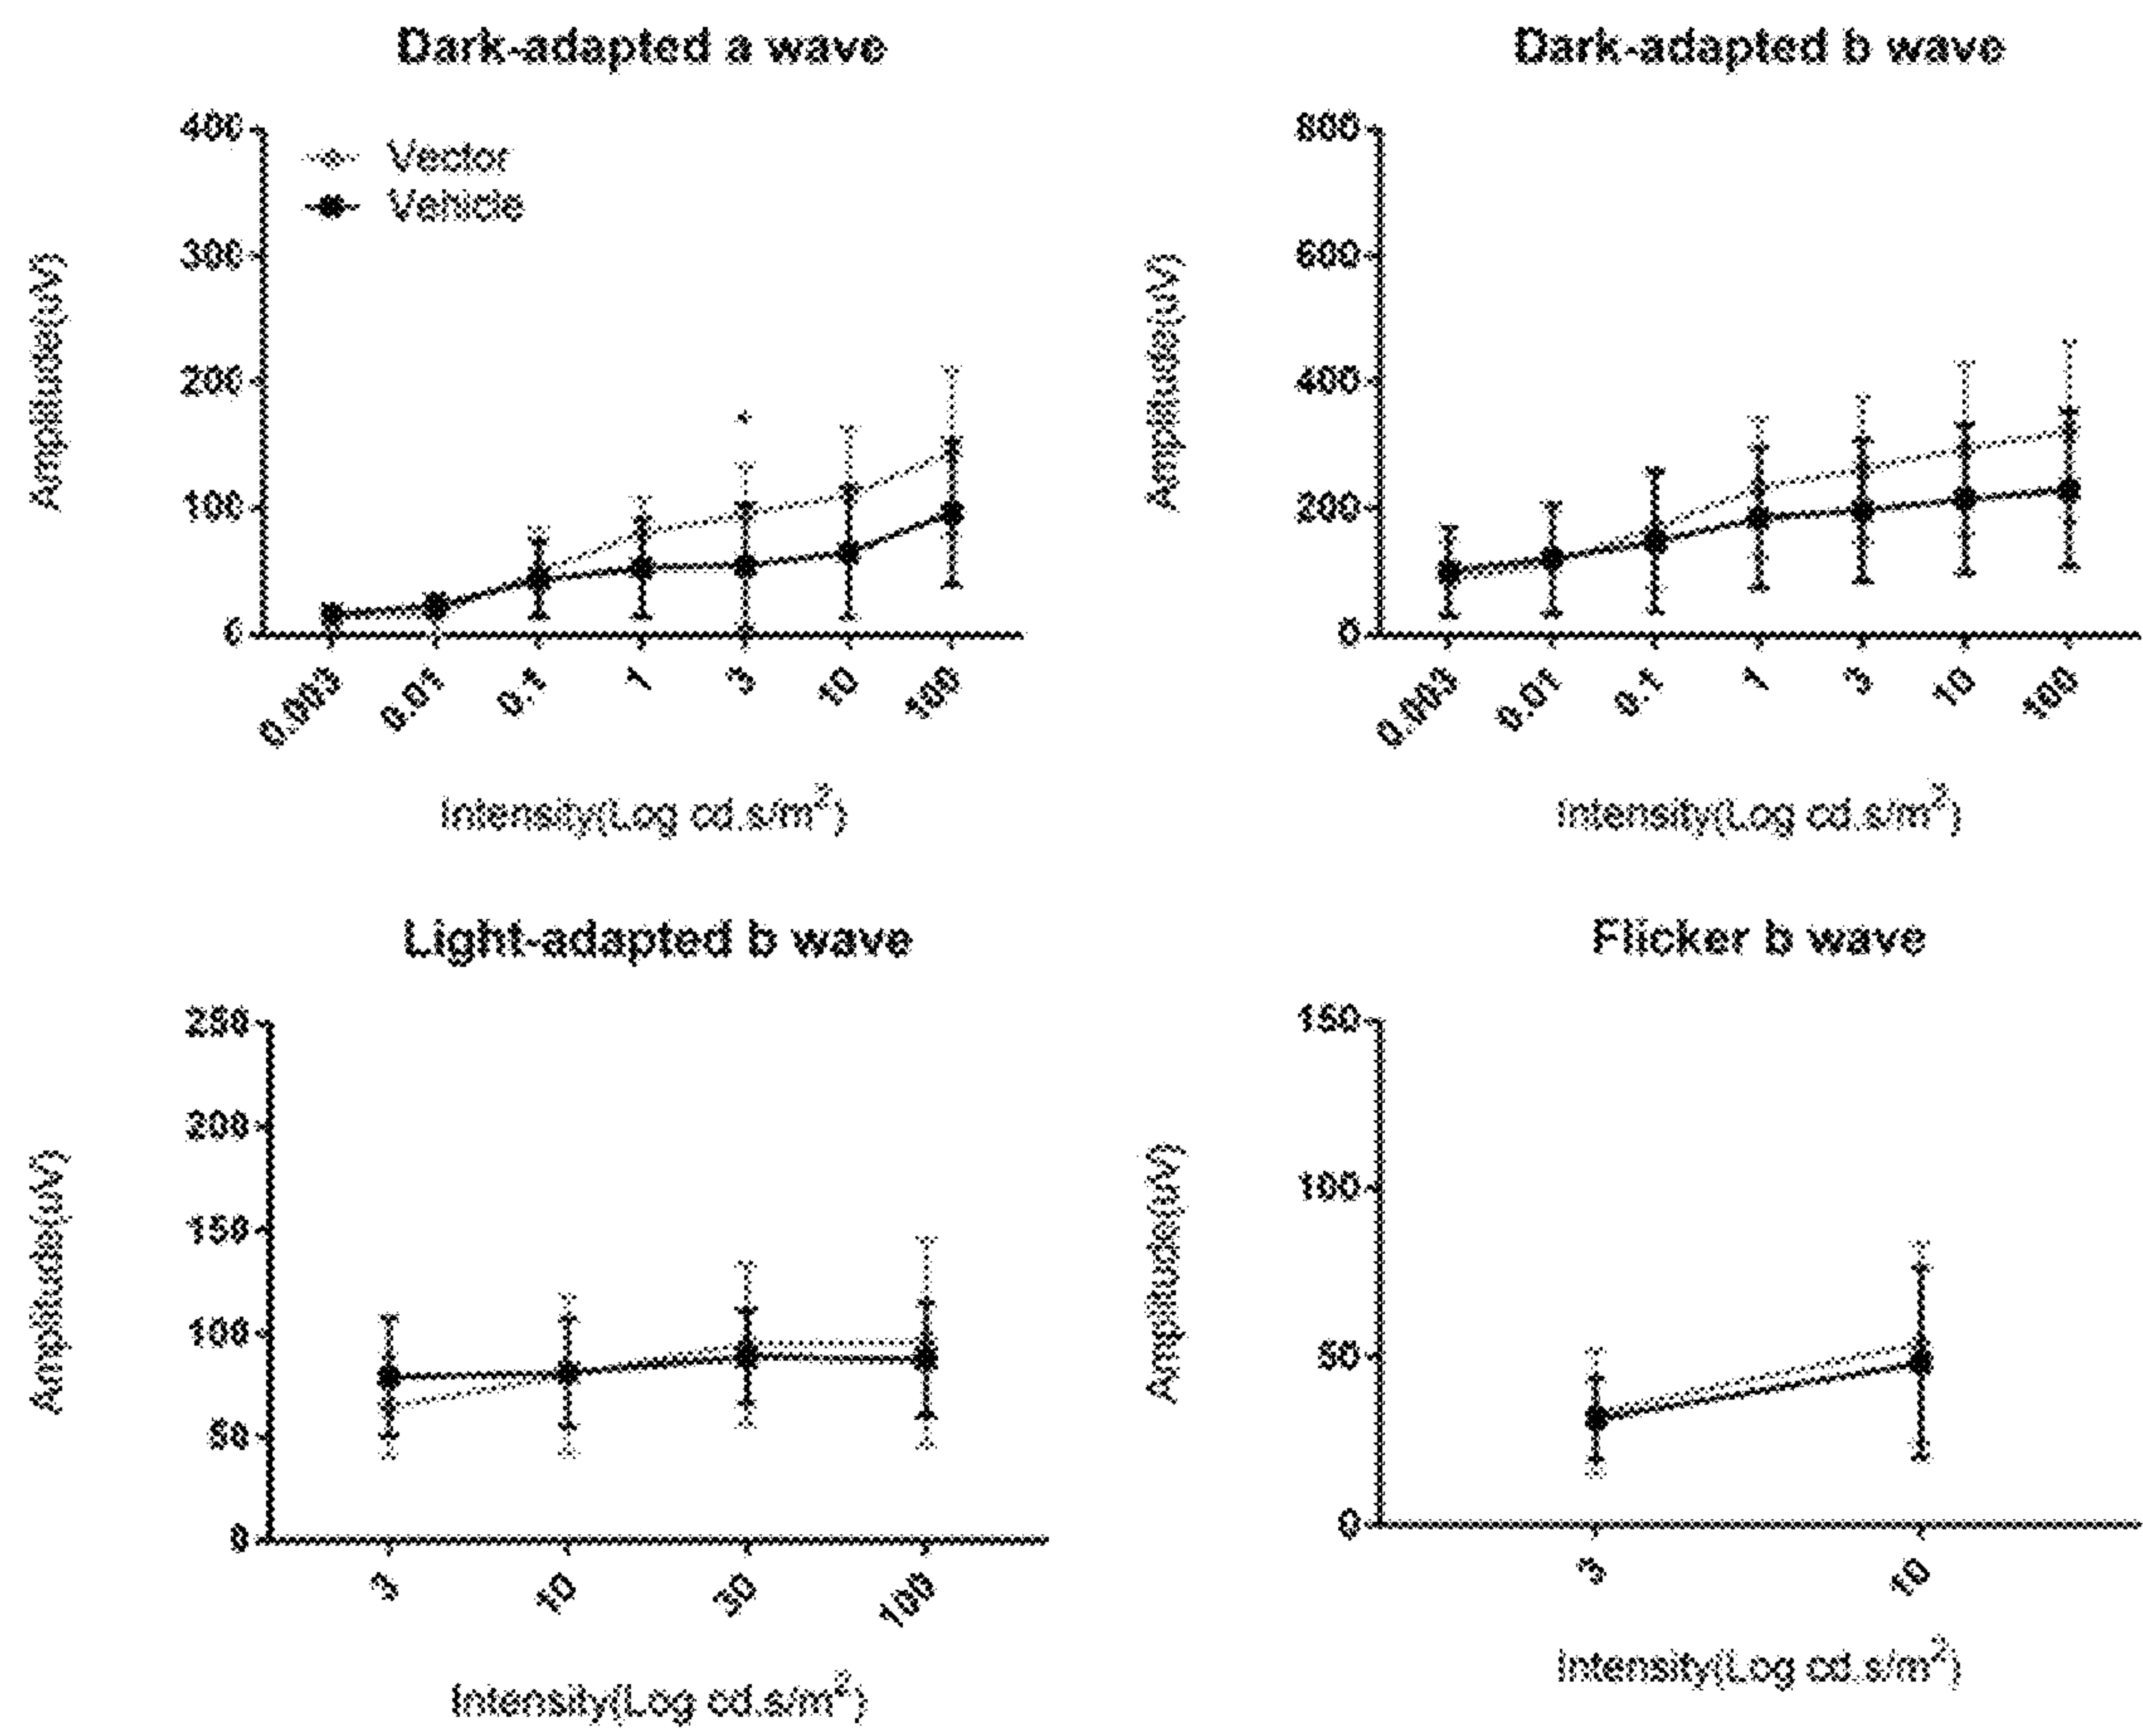 Dark-adapted a wave
400
300
200
100
0
Vector
Vehicle
*
Amplitude(uV)
0.003
0.01
0.1
1
3
10
100
Intensity(Log cd.s/m²)
Dark-adapted b wave
800
600
400
200
0
Amplitude(uV)
0.003
0.01
0.1
1
3
10
100
Intensity(Log cd.s/m²)
Light-adapted b wave
250
200
150
100
50
0
Amplitude(uV)
3
10
30
100
Intensity(Log cd.s/m²)
Flicker b wave
150
100
50
0
Amplitude(uV)
3
10
Intensity(Log cd.s/m²)